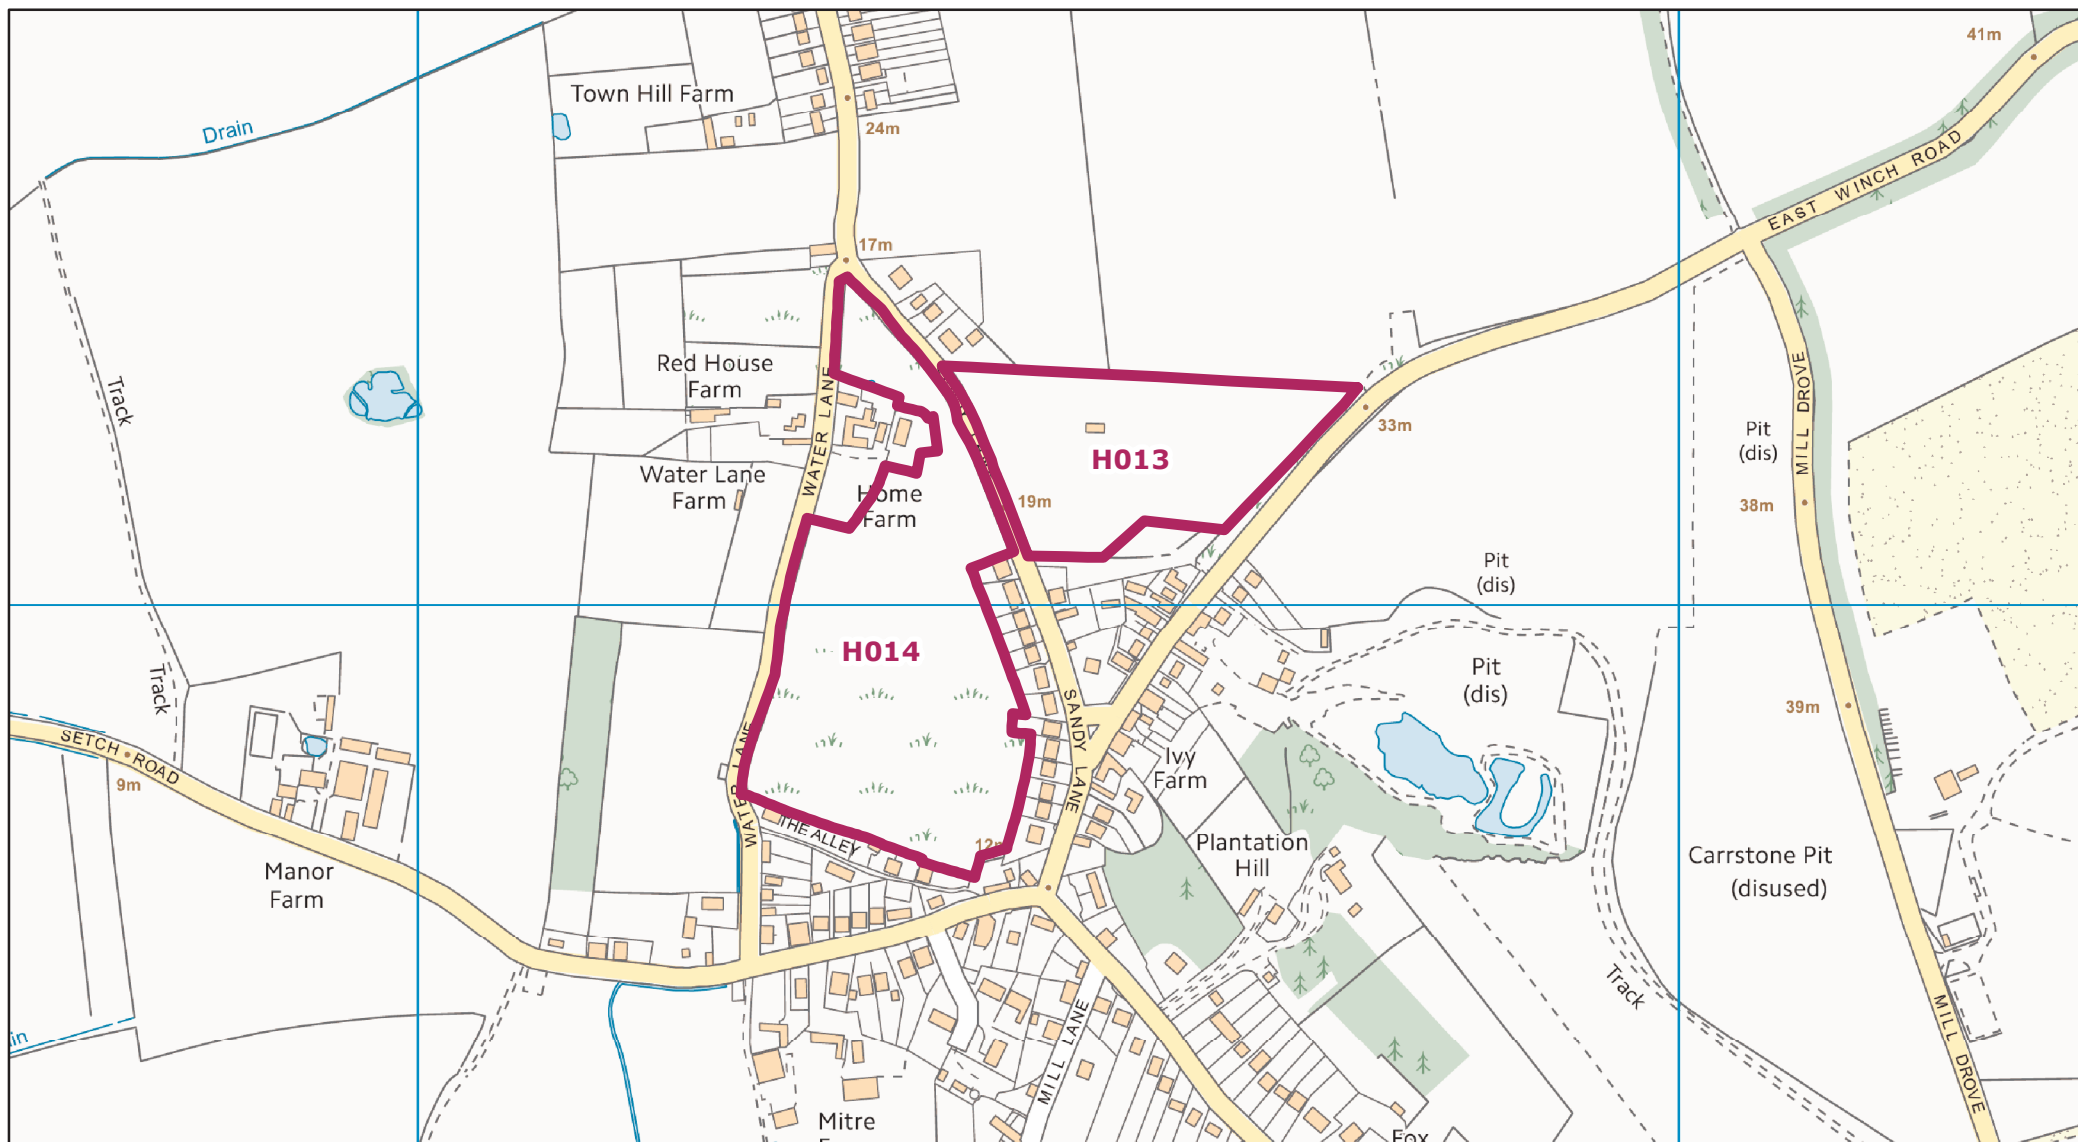 41m
Town Hill Farm
Drain
24m
EAST WINCH ROAD
17m
Red House
Farm
WATER LANE
Track
MILL DROVE
33m
Pit
(dis)
H013
Water Lane
Farm
Home
Farm
19m
38m
Pit
(dis)
H014
Pit
(dis)
Track
SANDY LANE
39m
SETCH ROAD
9m
WATER LANE
Ivy
Farm
THE ALLEY
12m
Plantation
Hill
Carrstone Pit
(disused)
Manor
Farm
Track
MILL LANE
MILL DROVE
Mitre
Fox